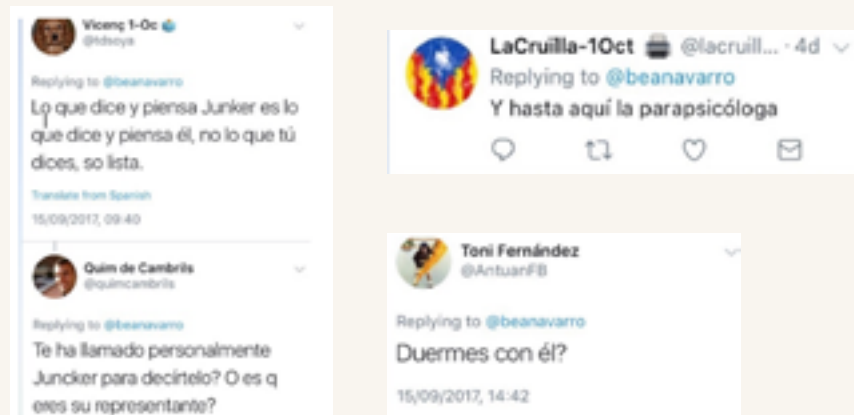 Vicenç 1-Oc
@tdsoya
Replying to @beanavarro
Lo que dice y piensa Junker es lo
que dice y piensa él, no lo que tú
dices, so lista.
Translate from Spanish
15/09/2017, 09:40
Quim de Cambrils
@quimcambrils
Replying to @beanavarro
Te ha llamado personalmente
Juncker para decírtelo? O es q
eres su representante?
LaCruïlla-1Oct @lacruill... · 4d
Replying to @beanavarro
Y hasta aquí la parapsicóloga
Toni Fernández
@AntuanFB
Replying to @beanavarro
Duermes con él?
15/09/2017, 14:42